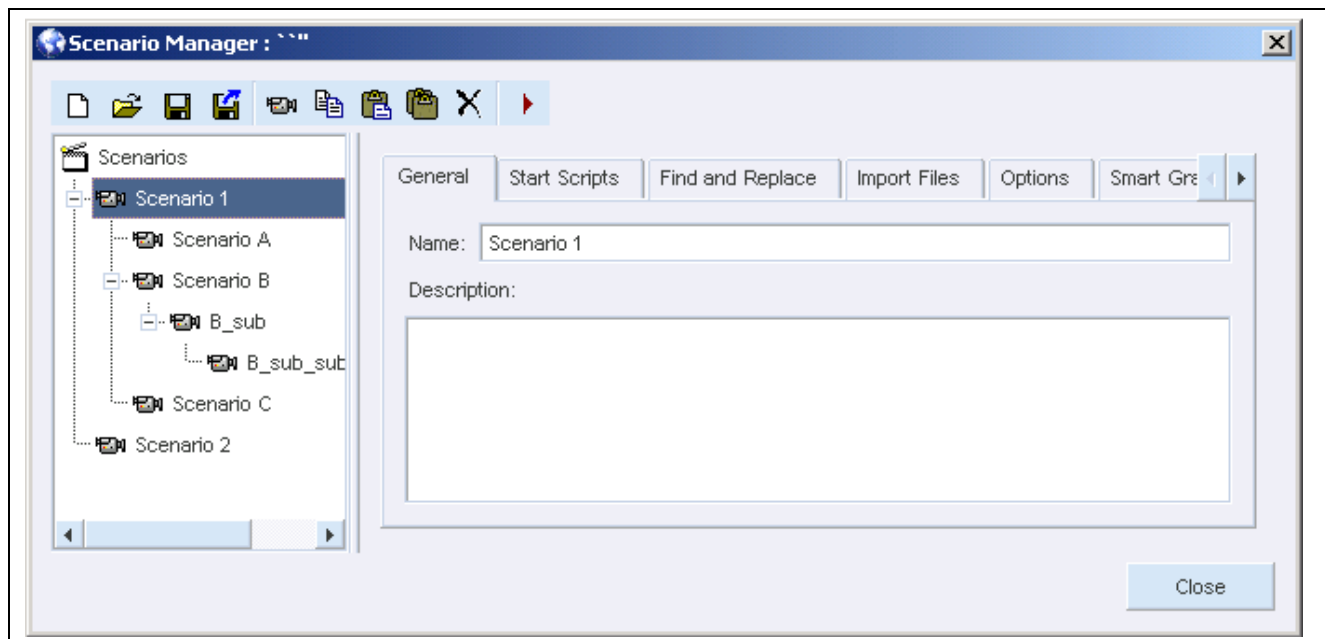 Scenario Manager : ``"
Scenarios
Scenario 1
Scenario A
Scenario B
B_sub
B_sub_sub
Scenario C
Scenario 2
General Start Scripts Find and Replace Import Files Options Smart Gra
Name: Scenario 1
Description:
Close